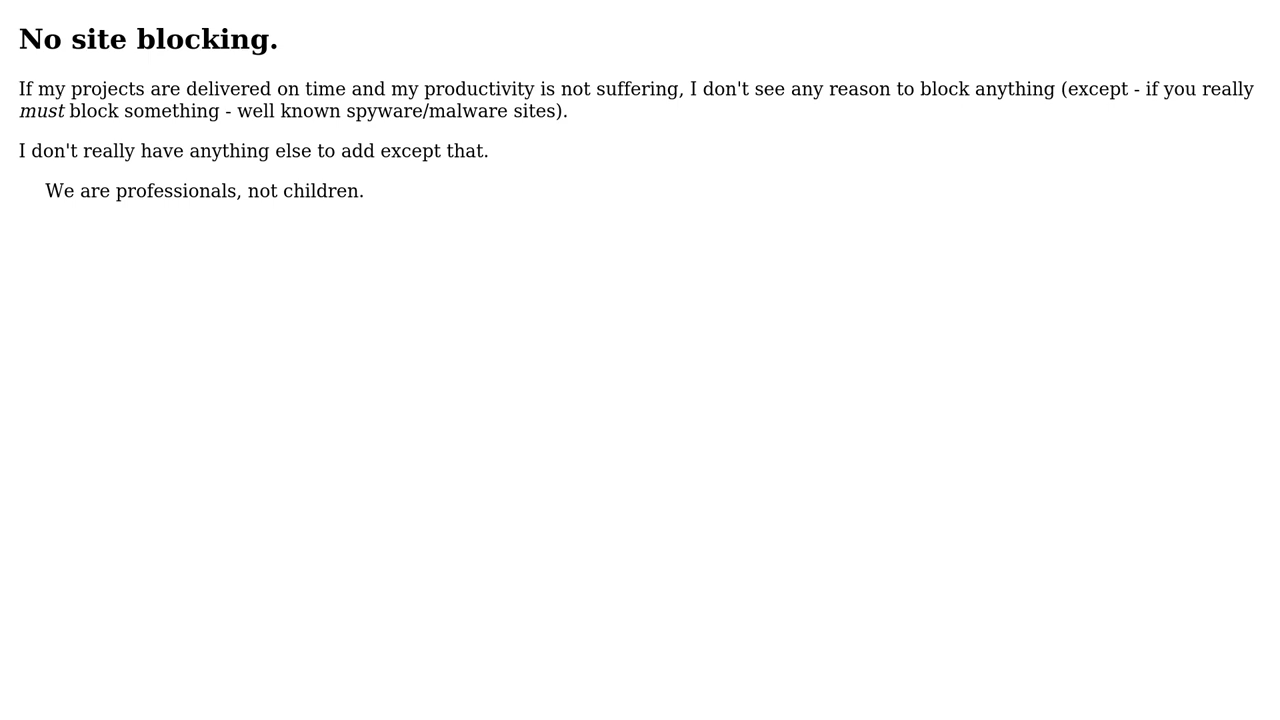 No site blocking.
If my projects are delivered on time and my productivity is not suffering, I don't see any reason to block anything (except - if you really
must block something - well known spyware/malware sites).
I don't really have anything else to add except that.
We are professionals, not children.